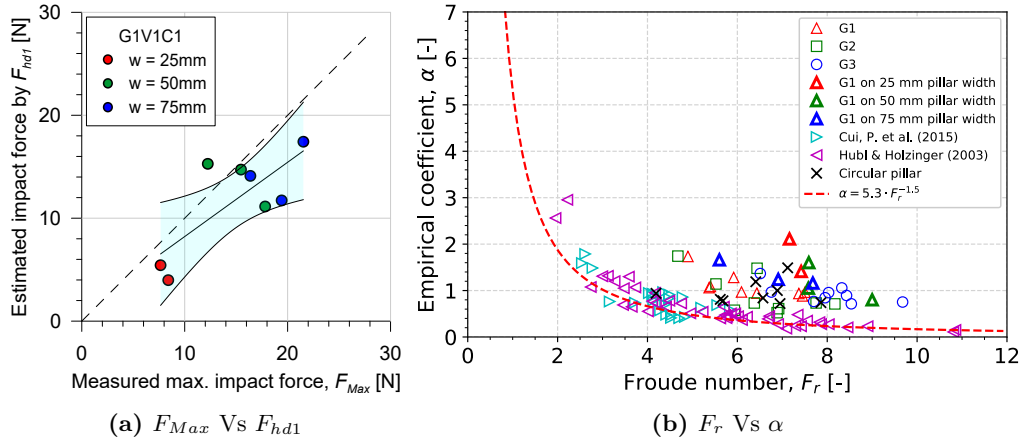 30
20
10
0
0
10
20
30
Estimated impact force by F_hd1 [N]
Measured max. impact force, F_Max [N]
G1V1C1
w = 25mm
w = 50mm
w = 75mm
(a) F_Max Vs F_hd1
7
6
5
4
3
2
1
0
0
2
4
6
8
10
12
Empirical coefficient, α [-]
Froude number, F_r [-]
G1
G2
G3
G1 on 25 mm pillar width
G1 on 50 mm pillar width
G1 on 75 mm pillar width
Cui, P. et al. (2015)
Hubl & Holzinger (2003)
Circular pillar
α = 5.3 · F_r^−1.5
(b) F_r Vs α